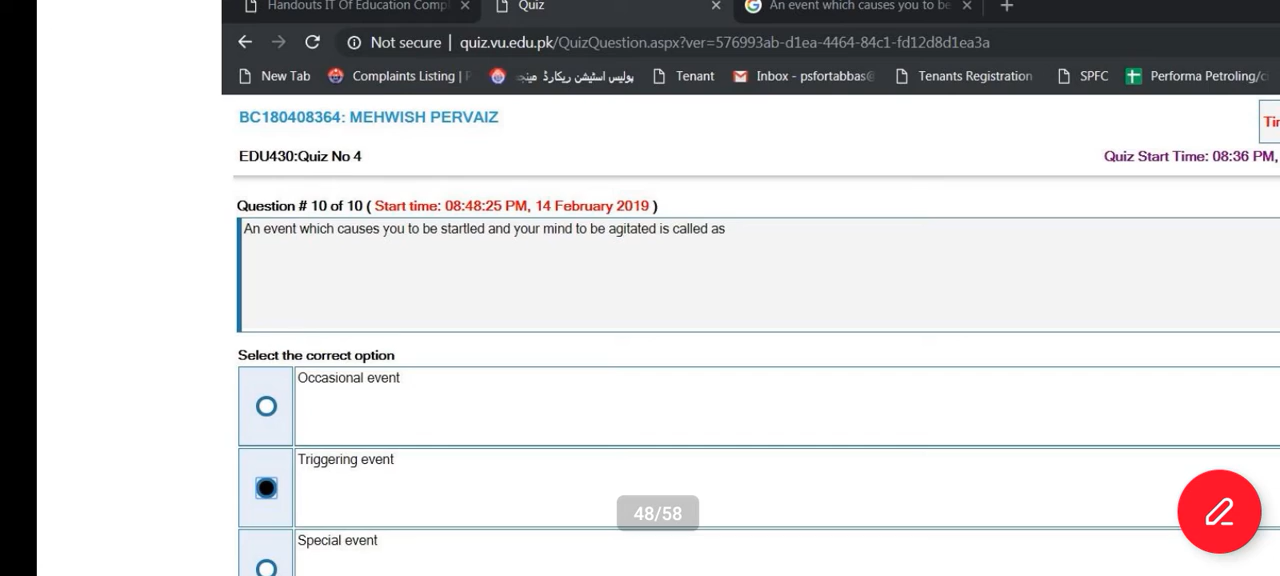 Handouts IT Of Education Compl
Quiz
An event which causes you to be
Not secure | quiz.vu.edu.pk/QuizQuestion.aspx?ver=576993ab-d1ea-4464-84c1-fd12d8d1ea3a
New Tab Complaints Listing | P پولیس اسٹیشن ریکارڈ مینج Tenant Inbox - psfortabbas@ Tenants Registration SPFC Performa Petroling/c
BC180408364: MEHWISH PERVAIZ
Tir
EDU430:Quiz No 4
Quiz Start Time: 08:36 PM,
Question # 10 of 10 ( Start time: 08:48:25 PM, 14 February 2019 )
An event which causes you to be startled and your mind to be agitated is called as
Select the correct option
Occasional event
Triggering event
48/58
Special event